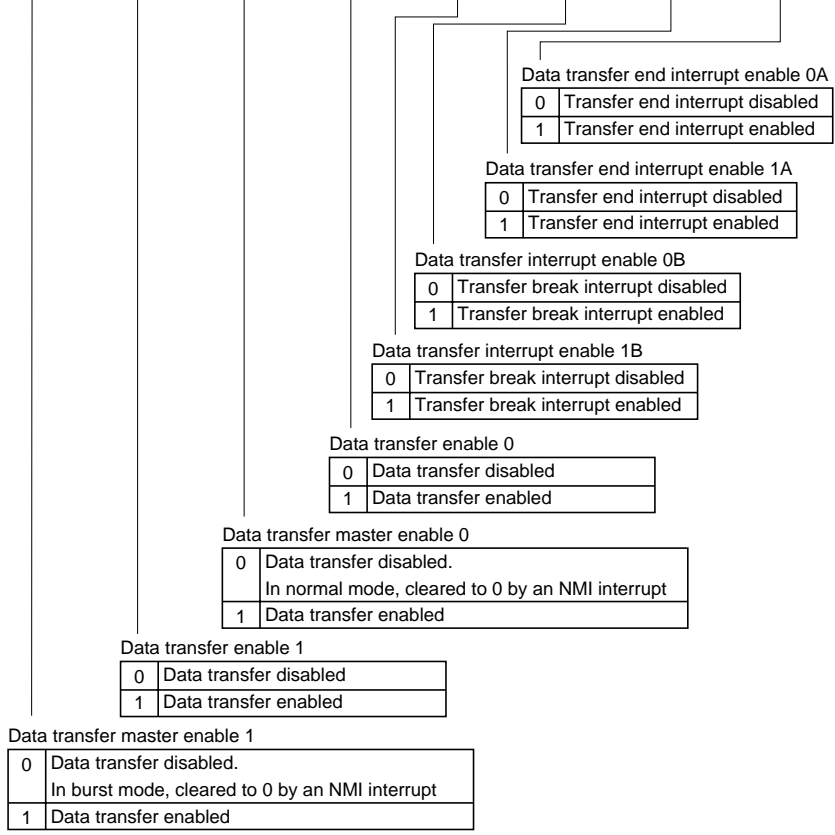 Data transfer end interrupt enable 0A
0 Transfer end interrupt disabled
1 Transfer end interrupt enabled
Data transfer end interrupt enable 1A
0 Transfer end interrupt disabled
1 Transfer end interrupt enabled
Data transfer interrupt enable 0B
0 Transfer break interrupt disabled
1 Transfer break interrupt enabled
Data transfer interrupt enable 1B
0 Transfer break interrupt disabled
1 Transfer break interrupt enabled
Data transfer enable 0
0 Data transfer disabled
1 Data transfer enabled
Data transfer master enable 0
0 Data transfer disabled.
In normal mode, cleared to 0 by an NMI interrupt
1 Data transfer enabled
Data transfer enable 1
0 Data transfer disabled
1 Data transfer enabled
Data transfer master enable 1
0 Data transfer disabled.
In burst mode, cleared to 0 by an NMI interrupt
1 Data transfer enabled